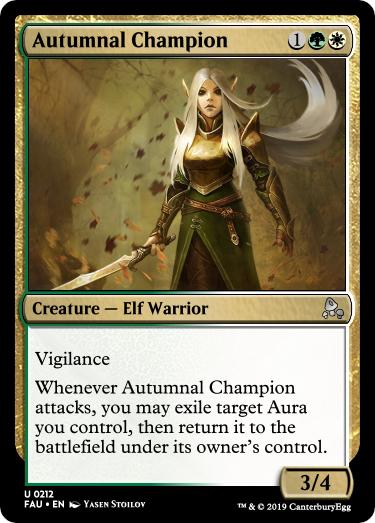 Autumnal Champion 1
Creature — Elf Warrior
Vigilance
Whenever Autumnal Champion
attacks, you may exile target Aura
you control, then return it to the
battlefield under its owner's control.
3/4
U 0212
FAU • EN YASEN STOILOV
™ & © 2019 CanterburyEgg